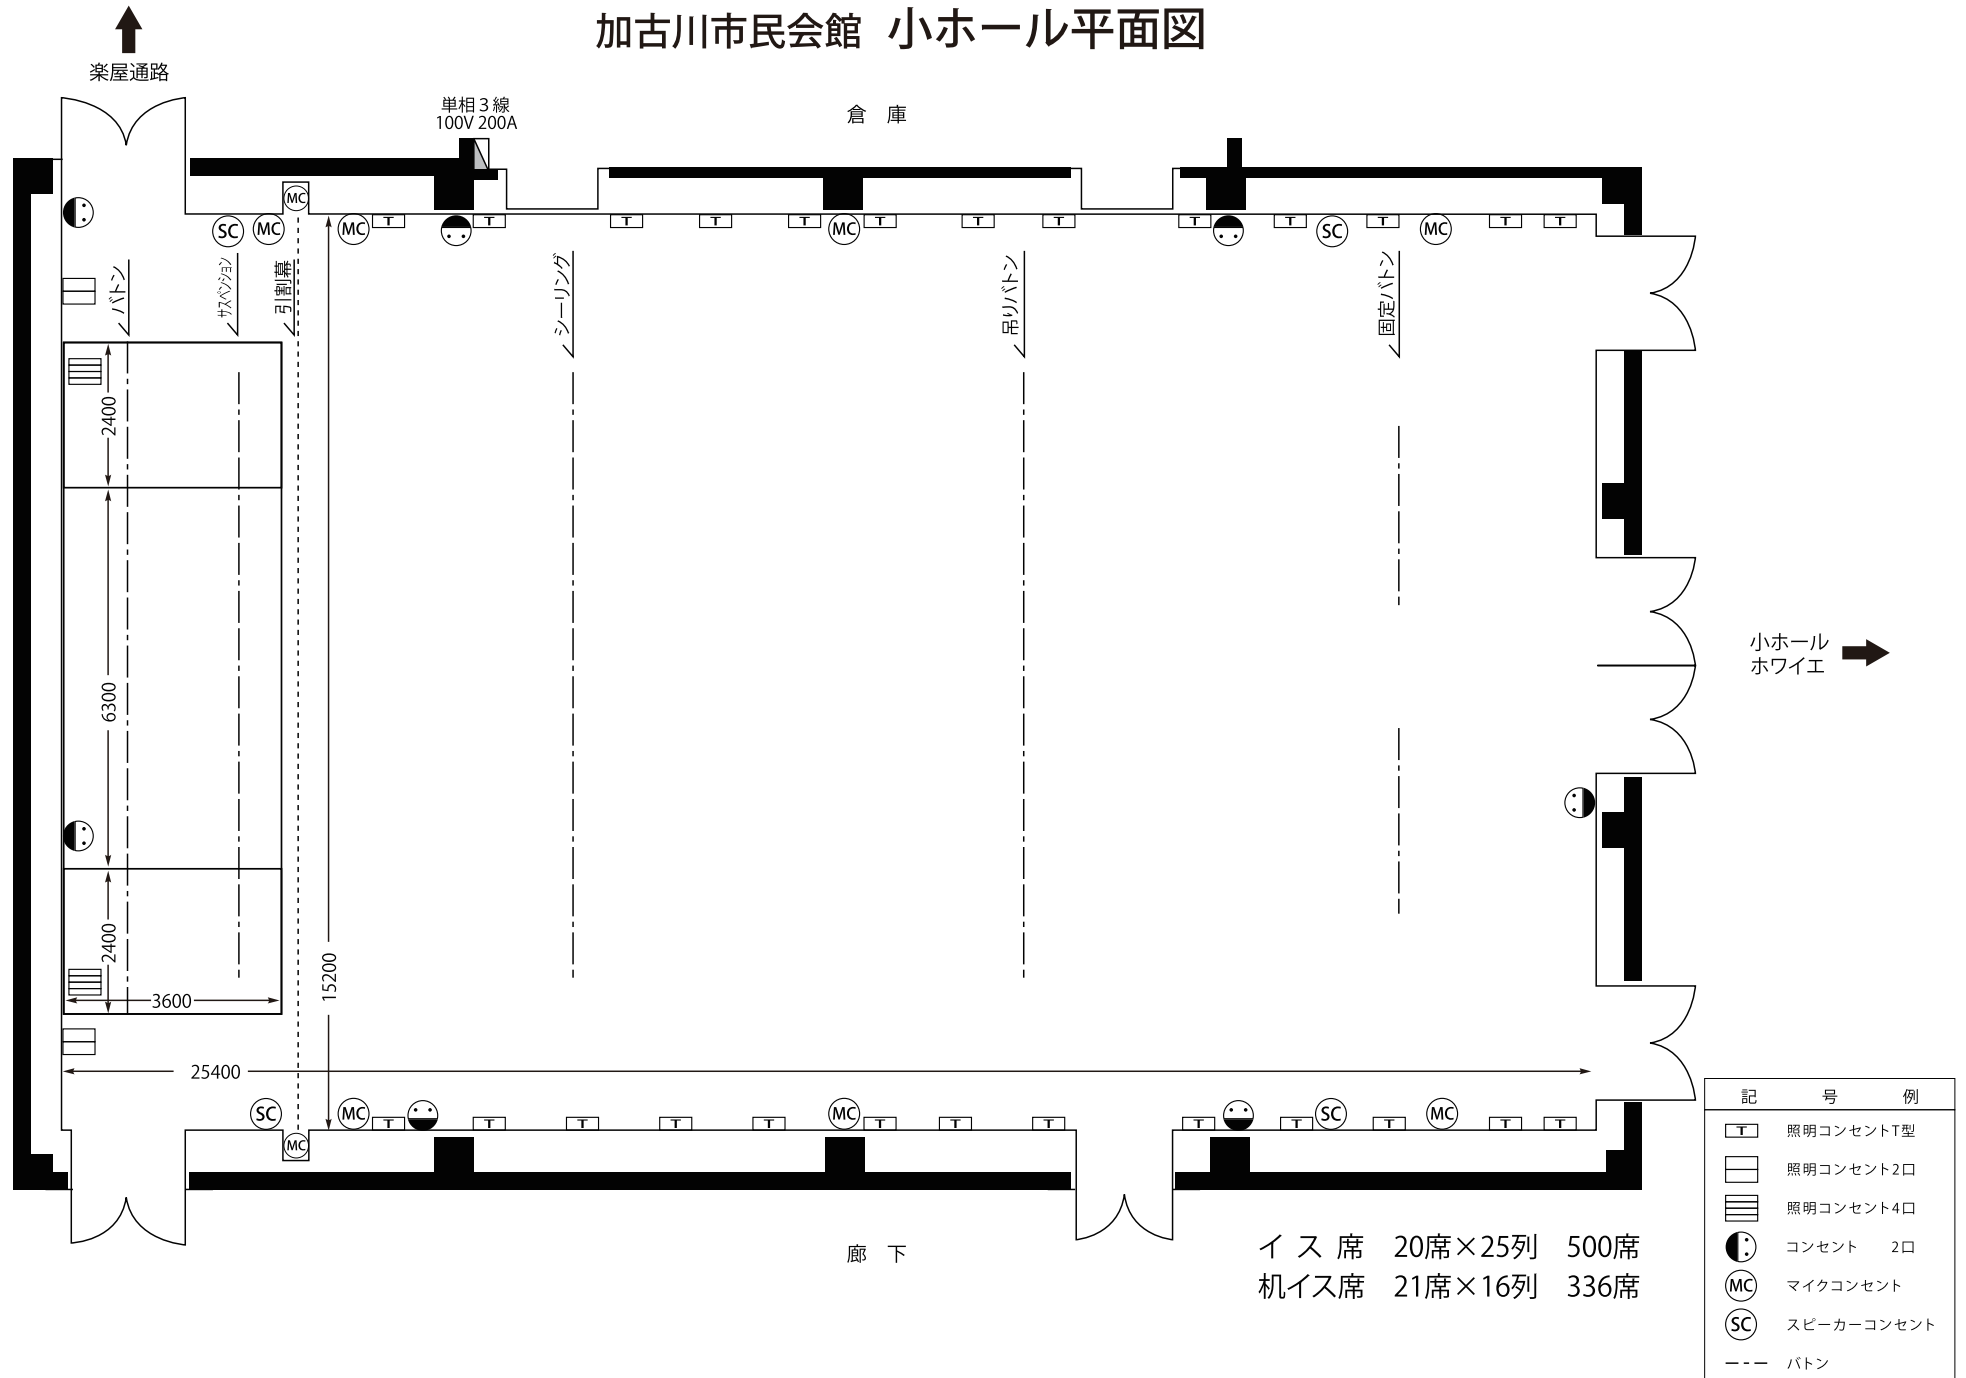 加古川市民会館 小ホール平面図
楽屋通路
単相３線
100V 200A
倉 庫
MC
SC MC MC T T T T T MC T T T T T SC T MC T T
バトン
サスペンション
引割幕
シーリング
吊りバトン
固定バトン
2400
6300
2400
3600
15200
25400
小ホール
ホワイエ
SC MC T T T T T MC T T T T T SC T MC T T
MC
廊 下
イ ス 席 20席×25列 500席
机イス席 21席×16列 336席
記 号 例
T 照明コンセントT型
照明コンセント2口
照明コンセント4口
コンセント 2口
MC マイクコンセント
SC スピーカーコンセント
バトン